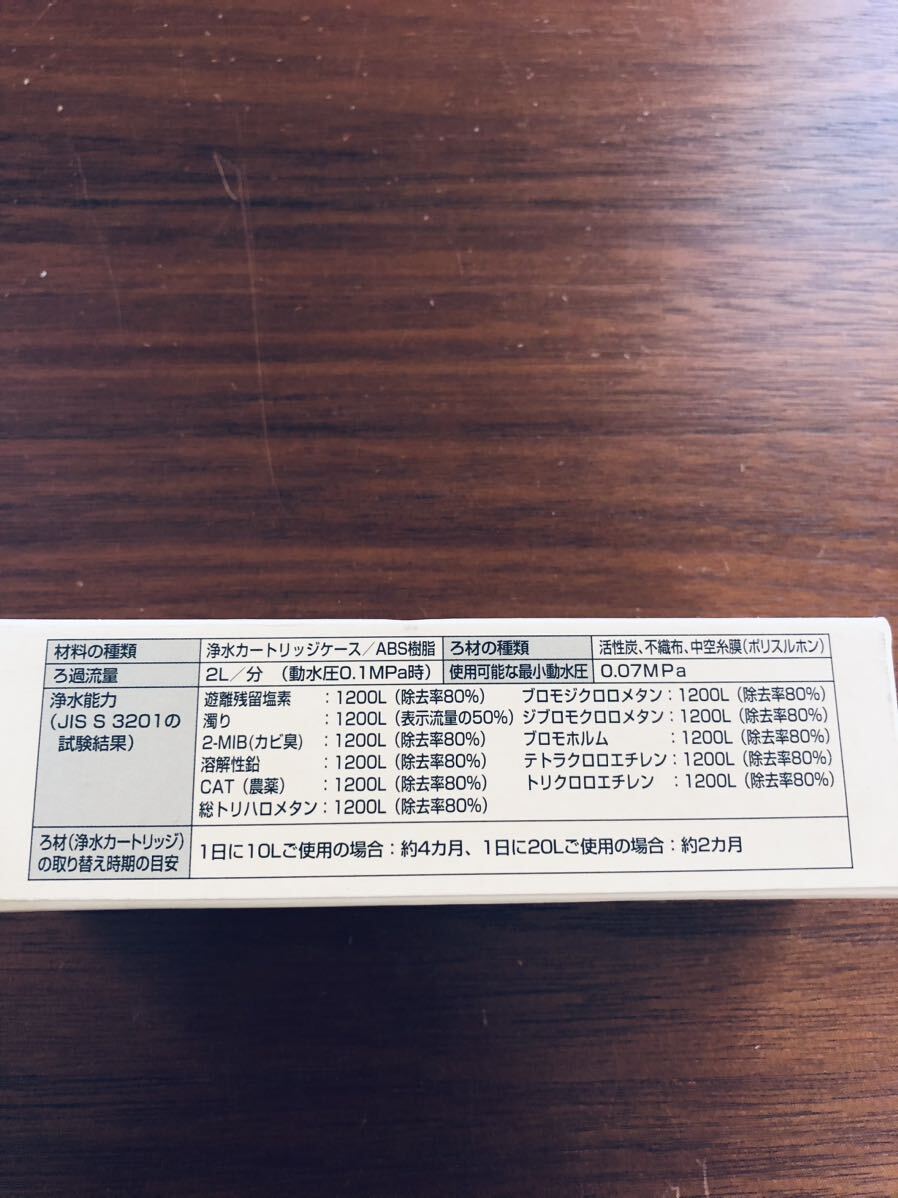 材料の種類 浄水カートリッジケース／ABS樹脂 ろ材の種類 活性炭、不織布、中空糸膜(ポリスルホン)
ろ過流量 2L／分 (動水圧0.1MPa時) 使用可能な最小動水圧 0.07MPa
浄水能力
(JIS S 3201の
試験結果)
遊離残留塩素 : 1200L (除去率80%)
濁り : 1200L (表示流量の50%)
2-MIB(カビ臭) : 1200L (除去率80%)
溶解性鉛 : 1200L (除去率80%)
CAT (農薬) : 1200L (除去率80%)
総トリハロメタン : 1200L (除去率80%)
ブロモジクロロメタン : 1200L (除去率80%)
ジブロモクロロメタン : 1200L (除去率80%)
ブロモホルム : 1200L (除去率80%)
テトラクロロエチレン : 1200L (除去率80%)
トリクロロエチレン : 1200L (除去率80%)
ろ材(浄水カートリッジ)
の取り替え時期の目安
1日に10Lご使用の場合：約4カ月、1日に20Lご使用の場合：約2カ月